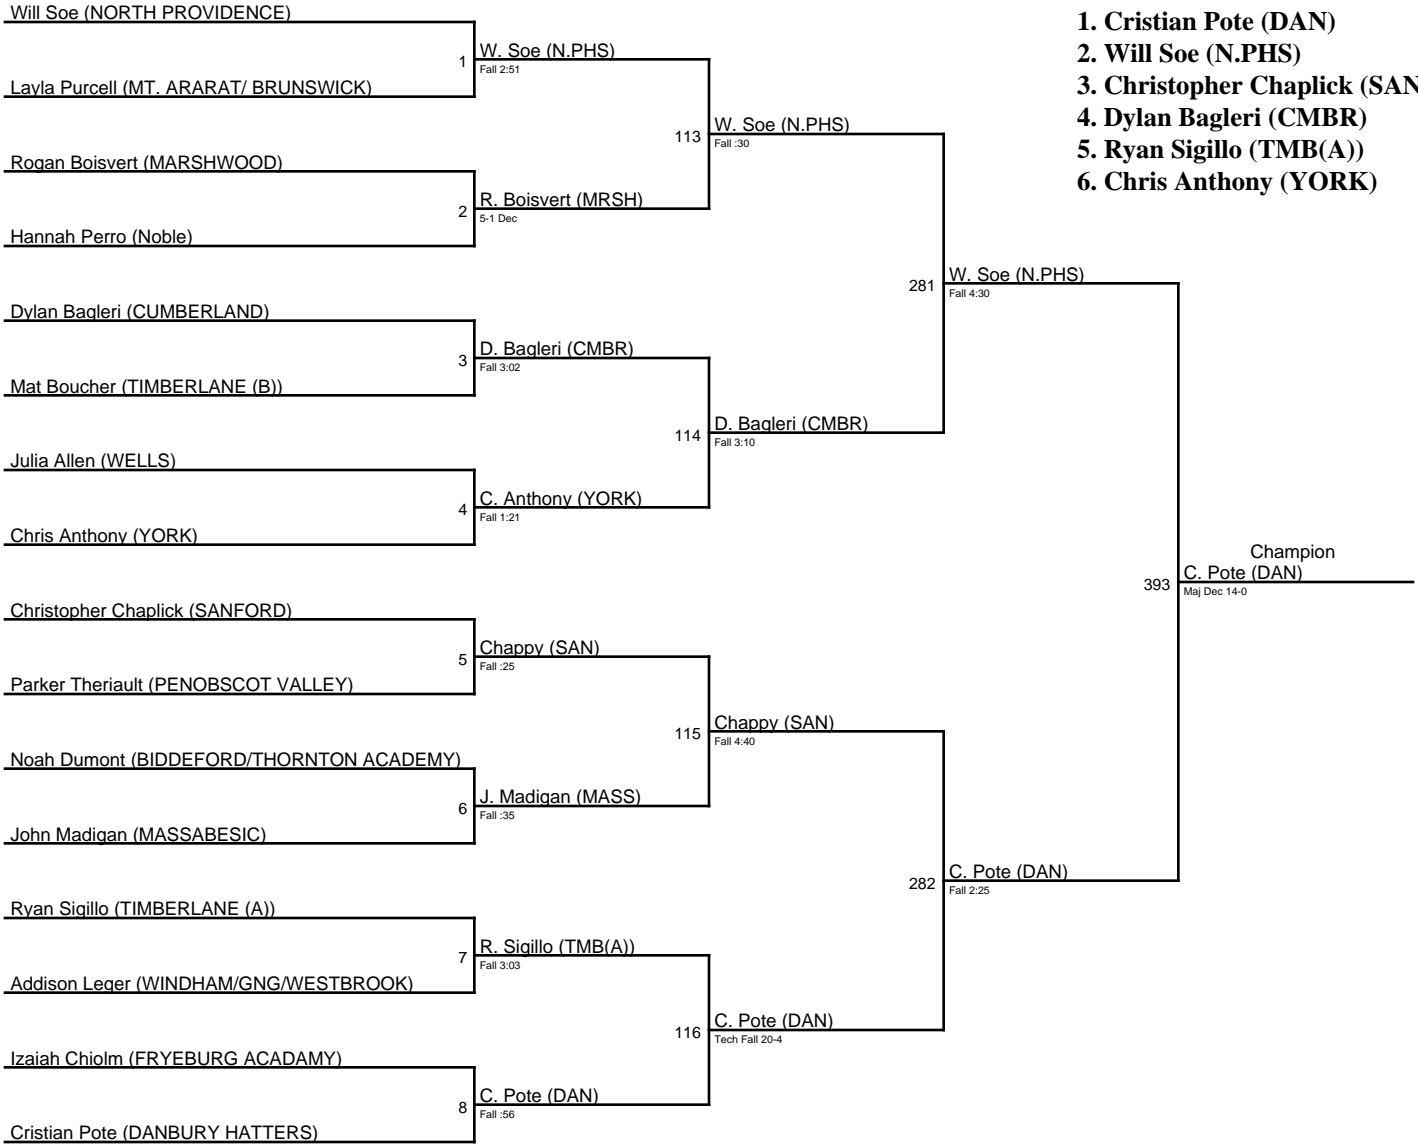 Will Soe (NORTH PROVIDENCE)
1
W. Soe (N.PHS)
Fall 2:51
Layla Purcell (MT. ARARAT/ BRUNSWICK)
113
W. Soe (N.PHS)
Fall :30
Rogan Boisvert (MARSHWOOD)
2
R. Boisvert (MRSH)
5-1 Dec
Hannah Perro (Noble)
281
W. Soe (N.PHS)
Fall 4:30
Dylan Bagleri (CUMBERLAND)
3
D. Bagleri (CMBR)
Fall 3:02
Mat Boucher (TIMBERLANE (B))
114
D. Bagleri (CMBR)
Fall 3:10
Julia Allen (WELLS)
4
C. Anthony (YORK)
Fall 1:21
Chris Anthony (YORK)
393
Champion
C. Pote (DAN)
Maj Dec 14-0
Christopher Chaplick (SANFORD)
5
Chappy (SAN)
Fall :25
Parker Theriault (PENOBSCOT VALLEY)
115
Chappy (SAN)
Fall 4:40
Noah Dumont (BIDDEFORD/THORNTON ACADEMY)
6
J. Madigan (MASS)
Fall :35
John Madigan (MASSABESIC)
282
C. Pote (DAN)
Fall 2:25
Ryan Sigillo (TIMBERLANE (A))
7
R. Sigillo (TMB(A))
Fall 3:03
Addison Leger (WINDHAM/GNG/WESTBROOK)
116
C. Pote (DAN)
Tech Fall 20-4
Izaiah Chiolm (FRYEBURG ACADAMY)
8
C. Pote (DAN)
Fall :56
Cristian Pote (DANBURY HATTERS)
1. Cristian Pote (DAN)
2. Will Soe (N.PHS)
3. Christopher Chaplick (SAN
4. Dylan Bagleri (CMBR)
5. Ryan Sigillo (TMB(A))
6. Chris Anthony (YORK)